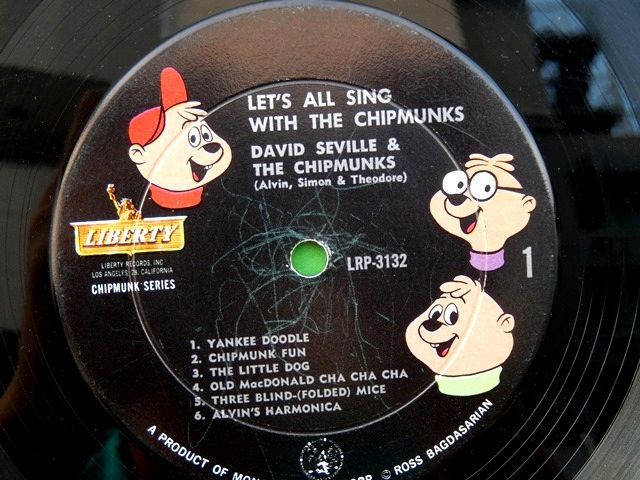 LET'S ALL SING
WITH THE CHIPMUNKS
DAVID SEVILLE &
THE CHIPMUNKS
(Alvin, Simon & Theodore)
LIBERTY
LIBERTY RECORDS, INC
LOS ANGELES 28, CALIFORNIA
CHIPMUNK SERIES
LRP-3132
1
1. YANKEE DOODLE
2. CHIPMUNK FUN
3. THE LITTLE DOG
4. OLD MacDONALD CHA CHA CHA
5. THREE BLIND-(FOLDED) MICE
6. ALVIN'S HARMONICA
A PRODUCT OF © ROSS BAGDASARIAN